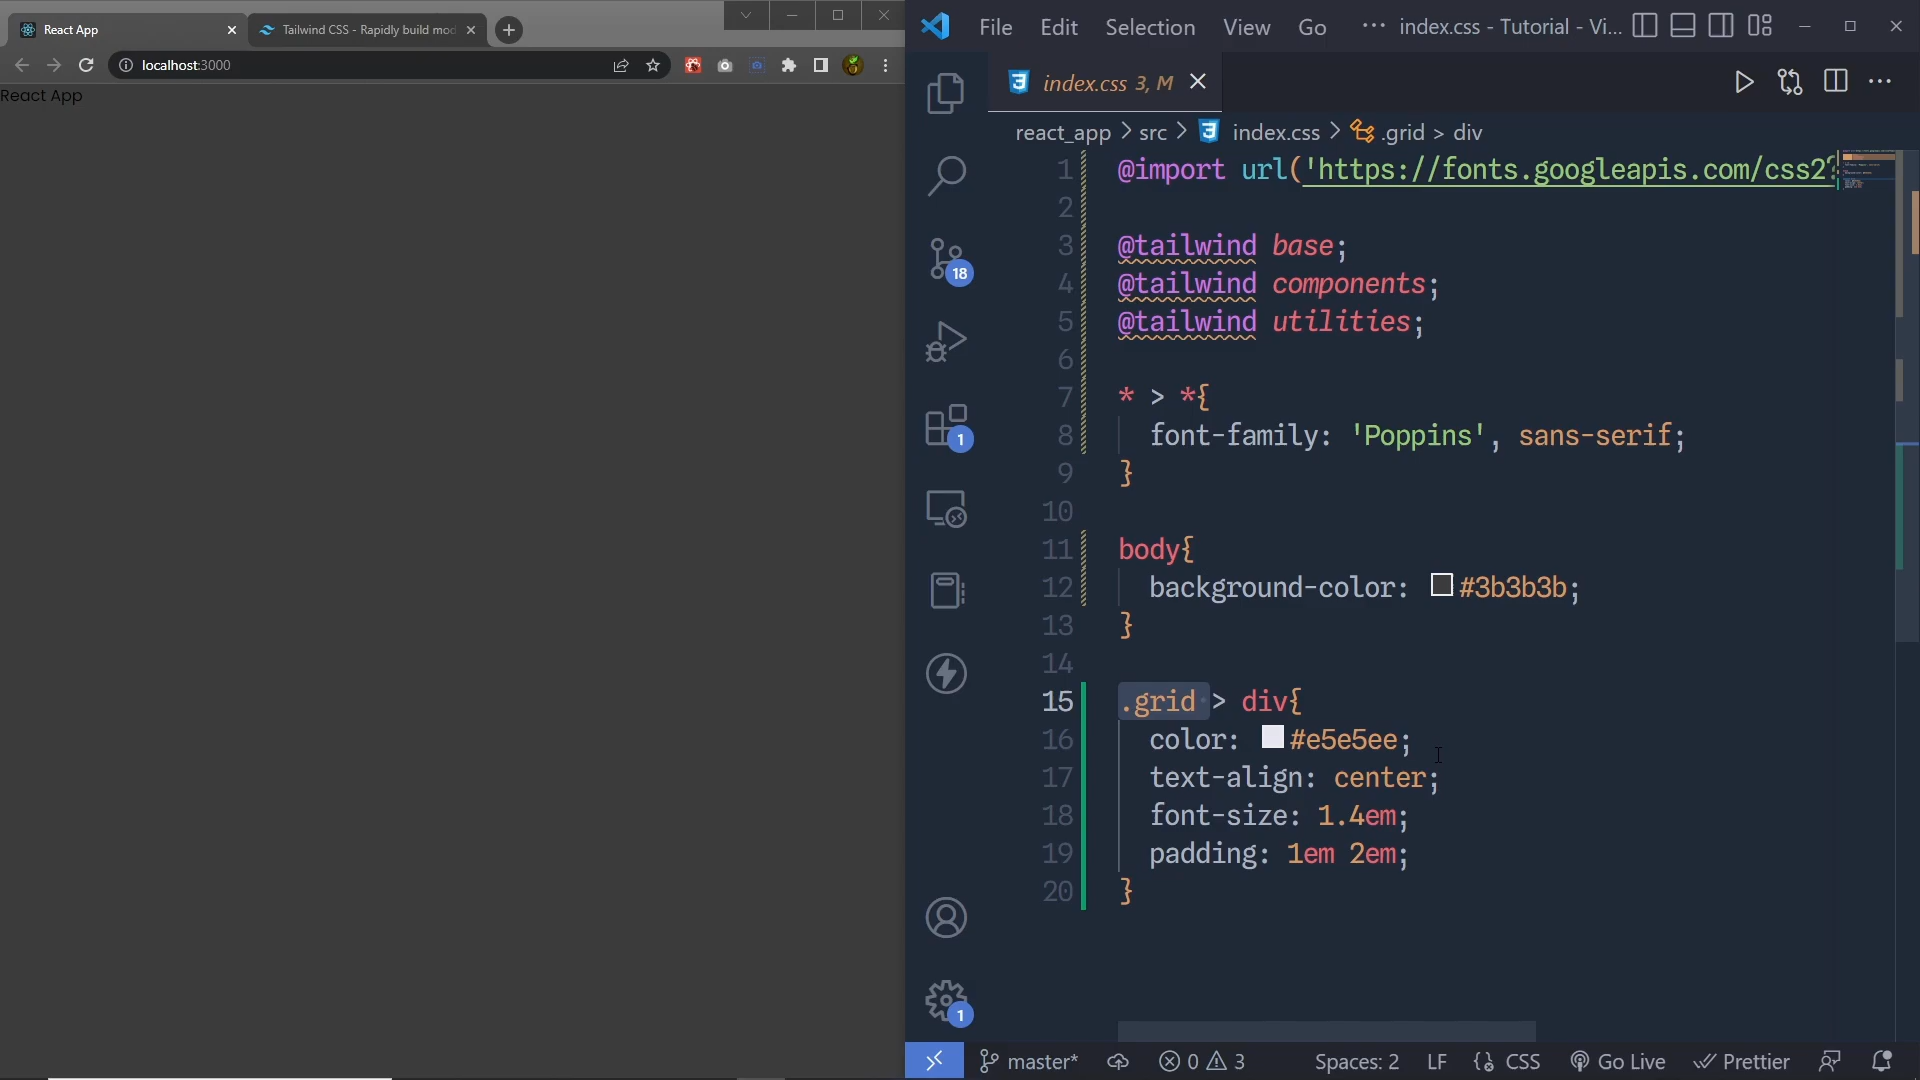 React App
Tailwind CSS - Rapidly build mod
localhost:3000
React App
File Edit Selection View Go ··· index.css - Tutorial - Vi...
index.css 3, M
react_app > src > index.css > .grid > div
1 @import url('https://fonts.googleapis.com/css2?
2
3 @tailwind base;
4 @tailwind components;
5 @tailwind utilities;
6
7 * > *{
8 font-family: 'Poppins', sans-serif;
9 }
10
11 body{
12 background-color: #3b3b3b;
13 }
14
15 .grid > div{
16 color: #e5e5ee;
17 text-align: center;
18 font-size: 1.4em;
19 padding: 1em 2em;
20 }
18
1
1
master* 0 3 Spaces: 2 LF CSS Go Live Prettier